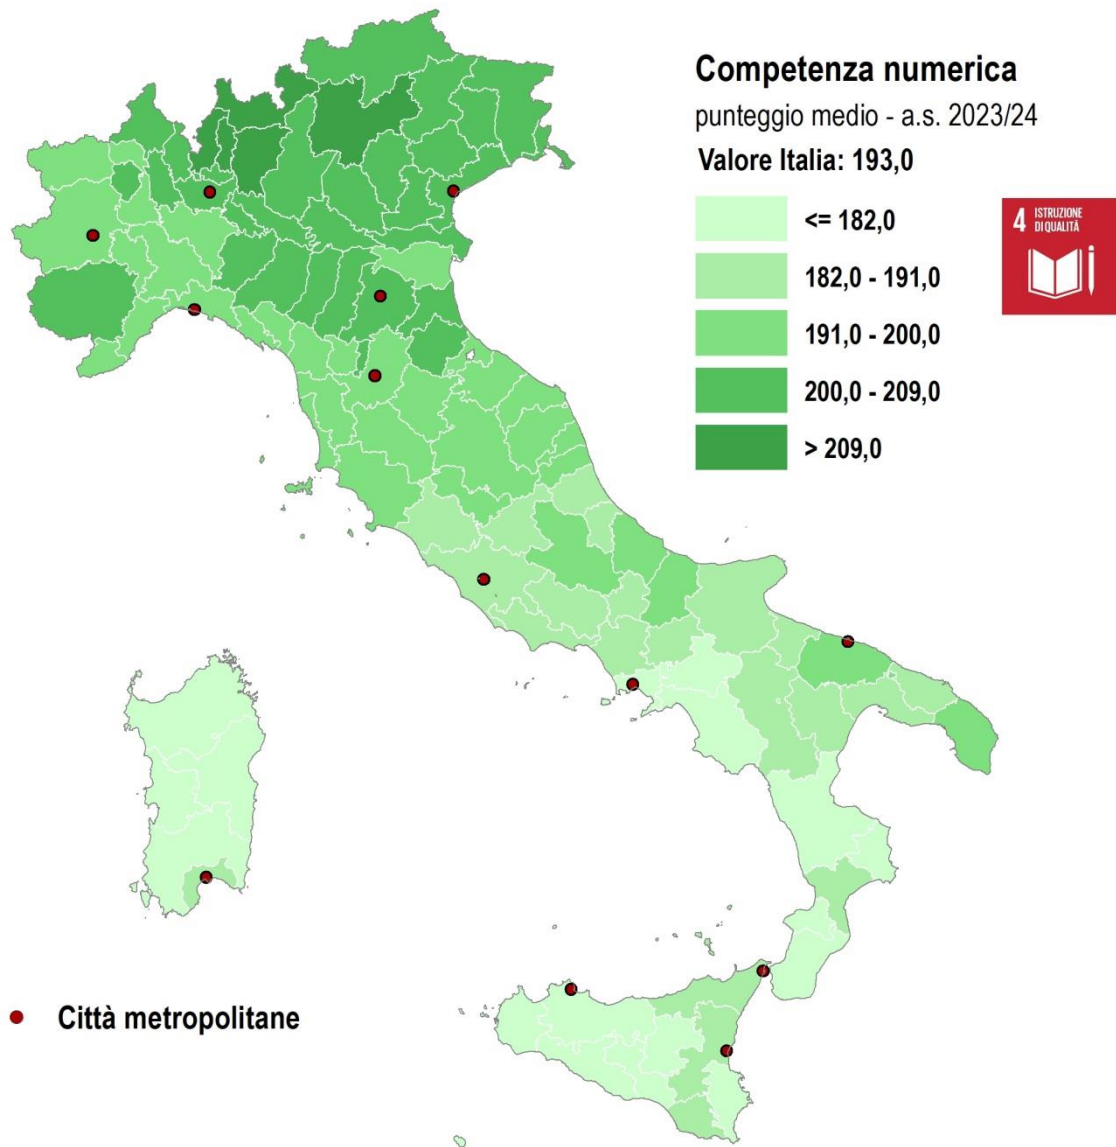 Competenza numerica
punteggio medio - a.s. 2023/24
Valore Italia: 193,0
<= 182,0
182,0 - 191,0
191,0 - 200,0
200,0 - 209,0
> 209,0
4 ISTRUZIONE
DI QUALITÀ
Città metropolitane